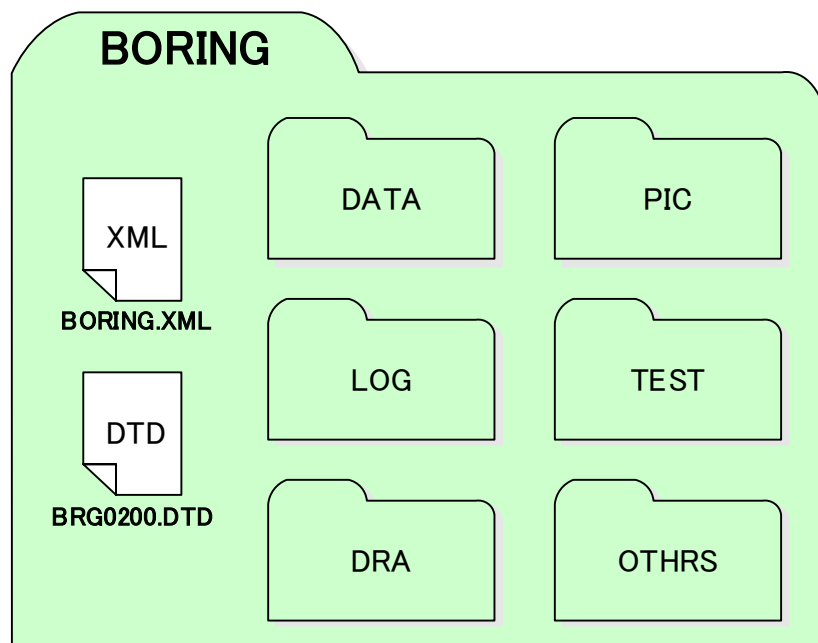 BORING
DATA
PIC
XML
BORING.XML
LOG
TEST
DTD
BRG0200.DTD
DRA
OTHRS